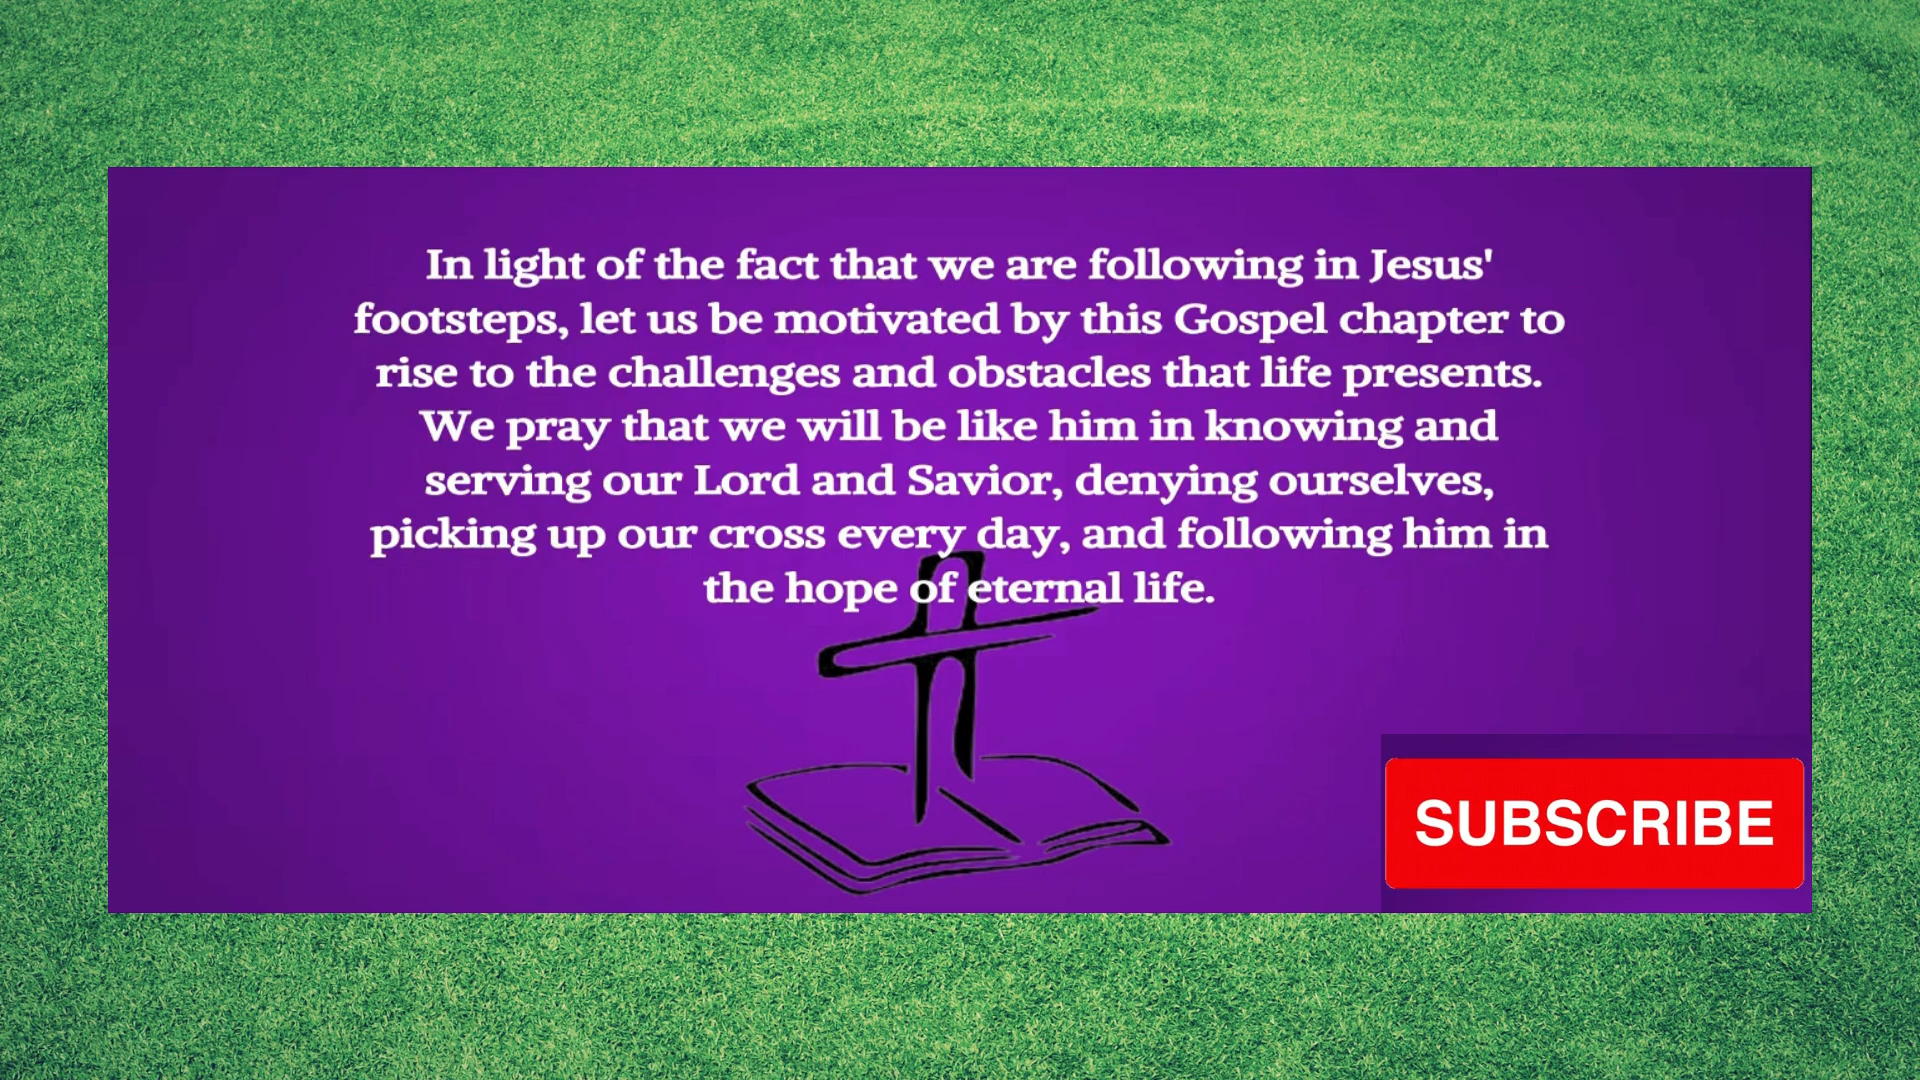 In light of the fact that we are following in Jesus'
footsteps, let us be motivated by this Gospel chapter to
rise to the challenges and obstacles that life presents.
We pray that we will be like him in knowing and
serving our Lord and Savior, denying ourselves,
picking up our cross every day, and following him in
the hope of eternal life.
SUBSCRIBE